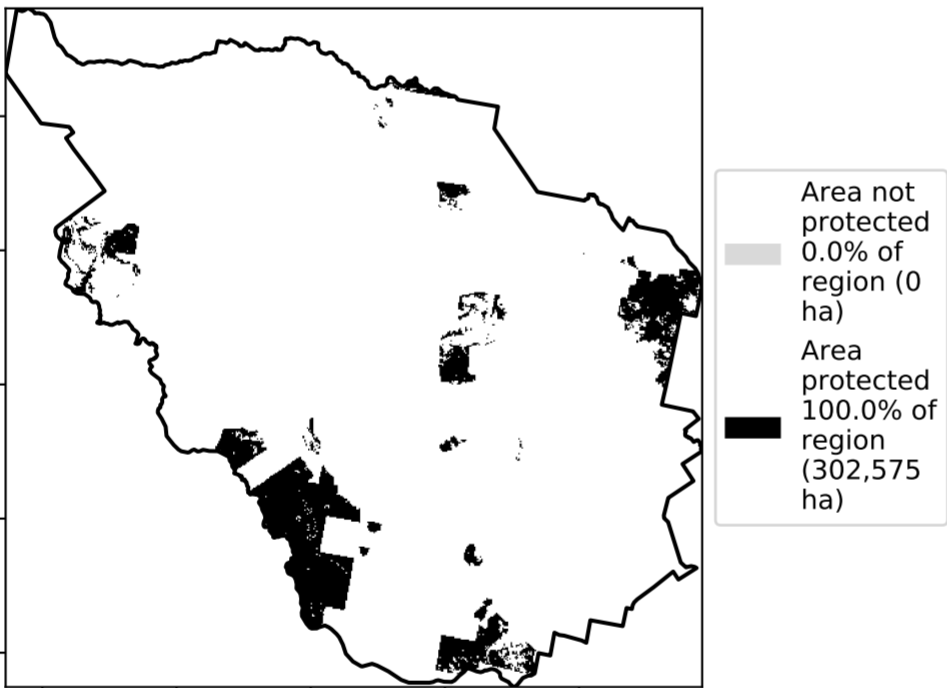 Area not
protected
0.0% of
region (0
ha)
Area
protected
100.0% of
region
(302,575
ha)